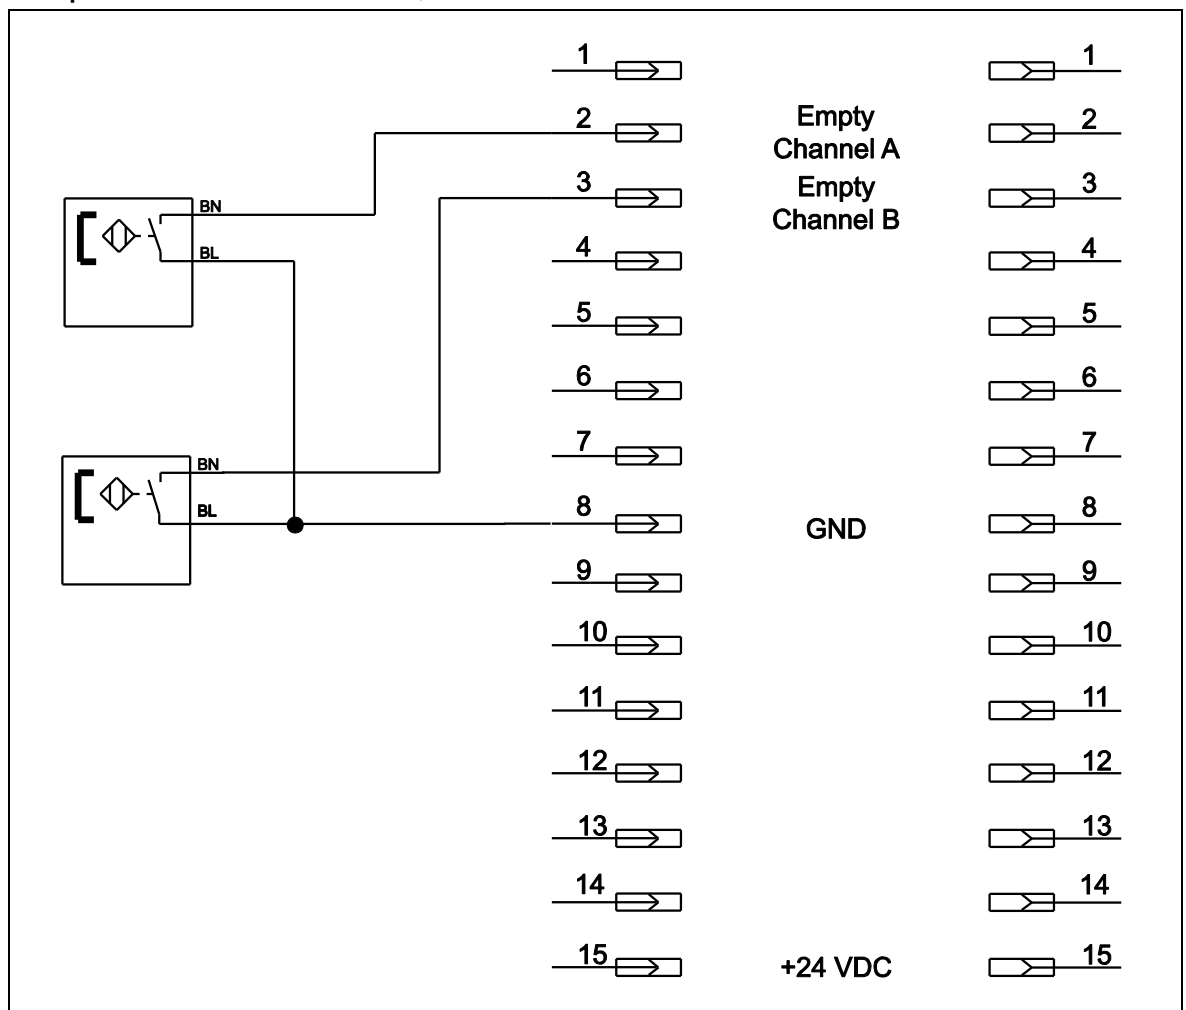 1 1
2 Empty 2
Channel A
3 Empty 3
Channel B
BN
4 4
BL
5 5
6 6
7 7
BN
8 8
BL
GND
9 9
10 10
11 11
12 12
13 13
14 14
15 +24 VDC 15